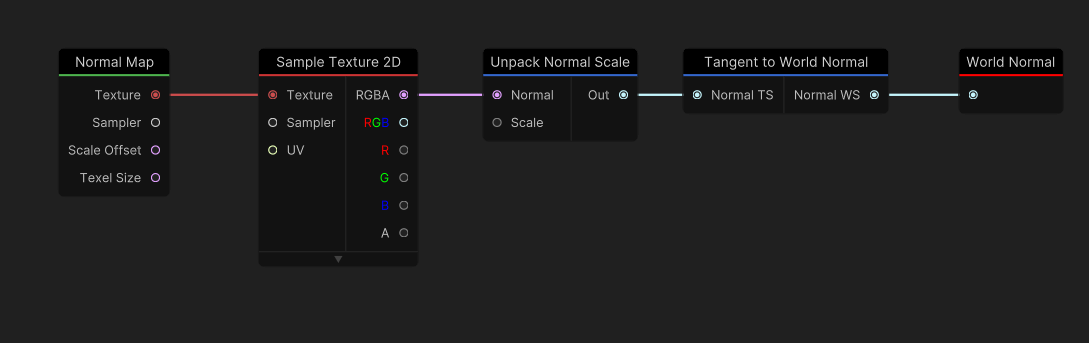 Normal Map
Texture
Sampler
Scale Offset
Texel Size
Sample Texture 2D
Texture RGBA
Sampler RGB
UV R
G
B
A
Unpack Normal Scale
Normal Out
Scale
Tangent to World Normal
Normal TS Normal WS
World Normal